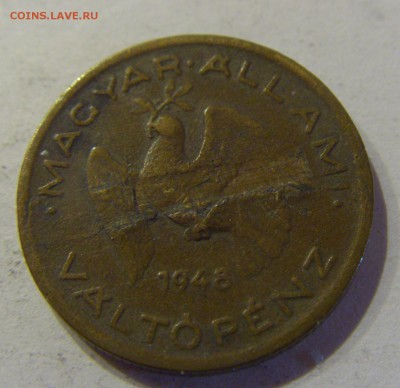 COINS.LAVE.RU
·MAGYAR·ÁLLAMI·
1948
VÁLTÓPÉNZ